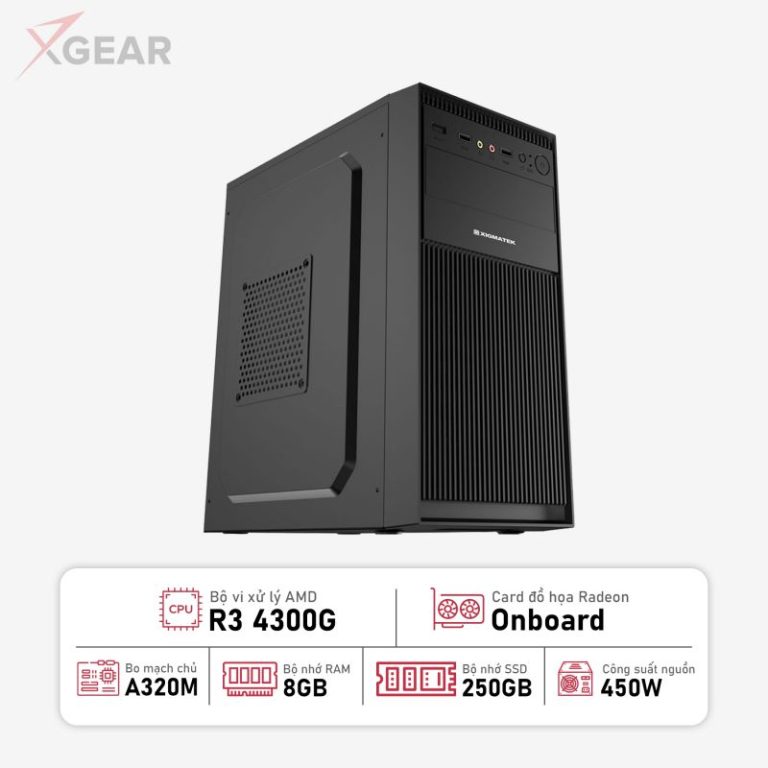 XGEAR
XIGMATEK
Bộ vi xử lý AMD
CPU
R3 4300G
Card đồ họa Radeon
Onboard
Bo mạch chủ
A320M
Bộ nhớ RAM
8GB
Bộ nhớ SSD
250GB
Công suất nguồn
450W